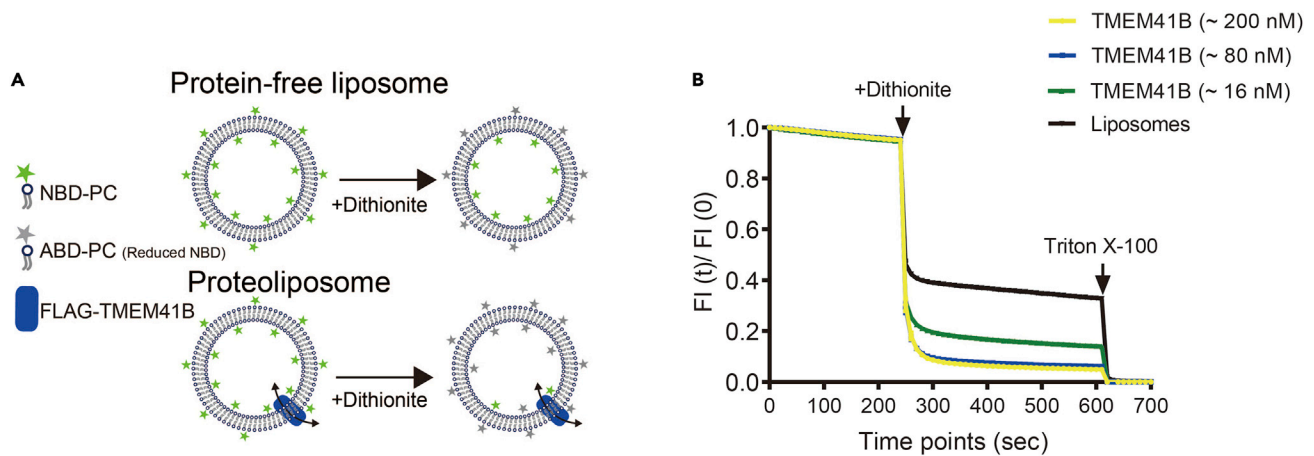 A
Protein-free liposome
NBD-PC
+Dithionite
ABD-PC (Reduced NBD)
Proteoliposome
FLAG-TMEM41B
+Dithionite
B
TMEM41B (~ 200 nM)
TMEM41B (~ 80 nM)
TMEM41B (~ 16 nM)
Liposomes
+Dithionite
Triton X-100
FI (t)/ FI (0)
1.0
0.8
0.6
0.4
0.2
0.0
0 100 200 300 400 500 600 700
Time points (sec)